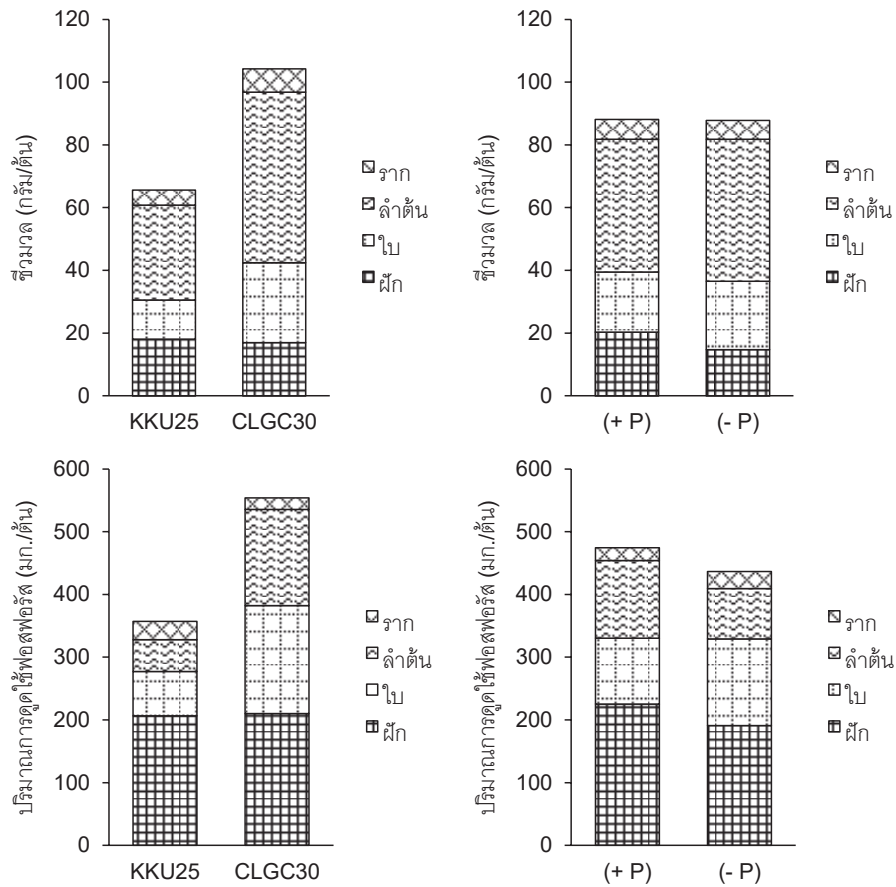 120
100
80
60
40
20
0
ชีวมวล (กรัม/ต้น)
KKU25 CLGC30
ราก
ลำต้น
ใบ
ฝัก
120
100
80
60
40
20
0
ชีวมวล (กรัม/ต้น)
(+ P) (- P)
ราก
ลำต้น
ใบ
ฝัก
600
500
400
300
200
100
0
ปริมาณการดูดใช้ฟอสฟอรัส (มก./ต้น)
KKU25 CLGC30
ราก
ลำต้น
ใบ
ฝัก
600
500
400
300
200
100
0
ปริมาณการดูดใช้ฟอสฟอรัส (มก./ต้น)
(+ P) (- P)
ราก
ลำต้น
ใบ
ฝัก